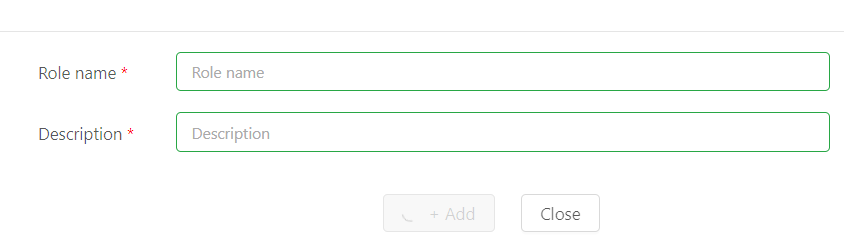 Role name * Role name
Description * Description
+ Add Close